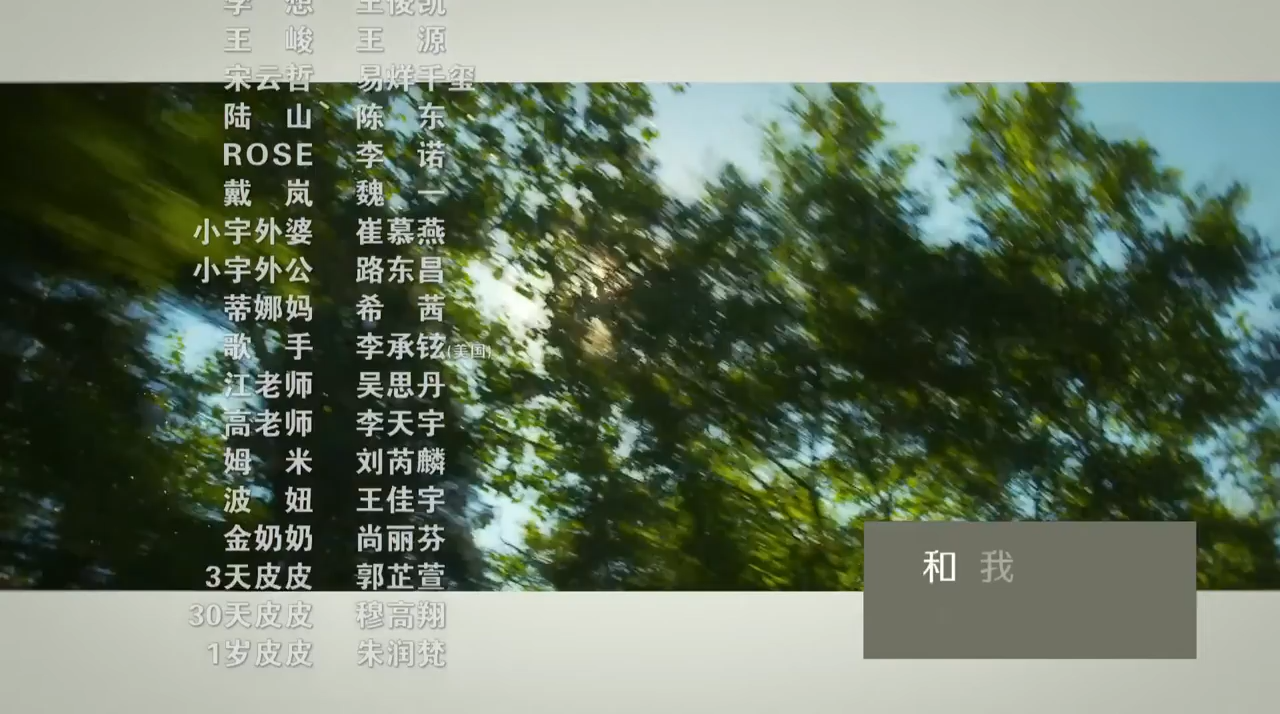 李 想 王俊凯
王 峻 王 源
宋云哲 易烊千玺
陆 山 陈 东
ROSE 李 诺
戴 岚 魏 一
小宇外婆 崔慕燕
小宇外公 路东昌
蒂娜妈 希 茜
歌 手 李承铉(美国)
江老师 吴思丹
高老师 李天宇
姆 米 刘芮麟
波 妞 王佳宇
金奶奶 尚丽芬
3天皮皮 郭芷萱
30天皮皮 穆高翔
1岁皮皮 朱润梵
和 我